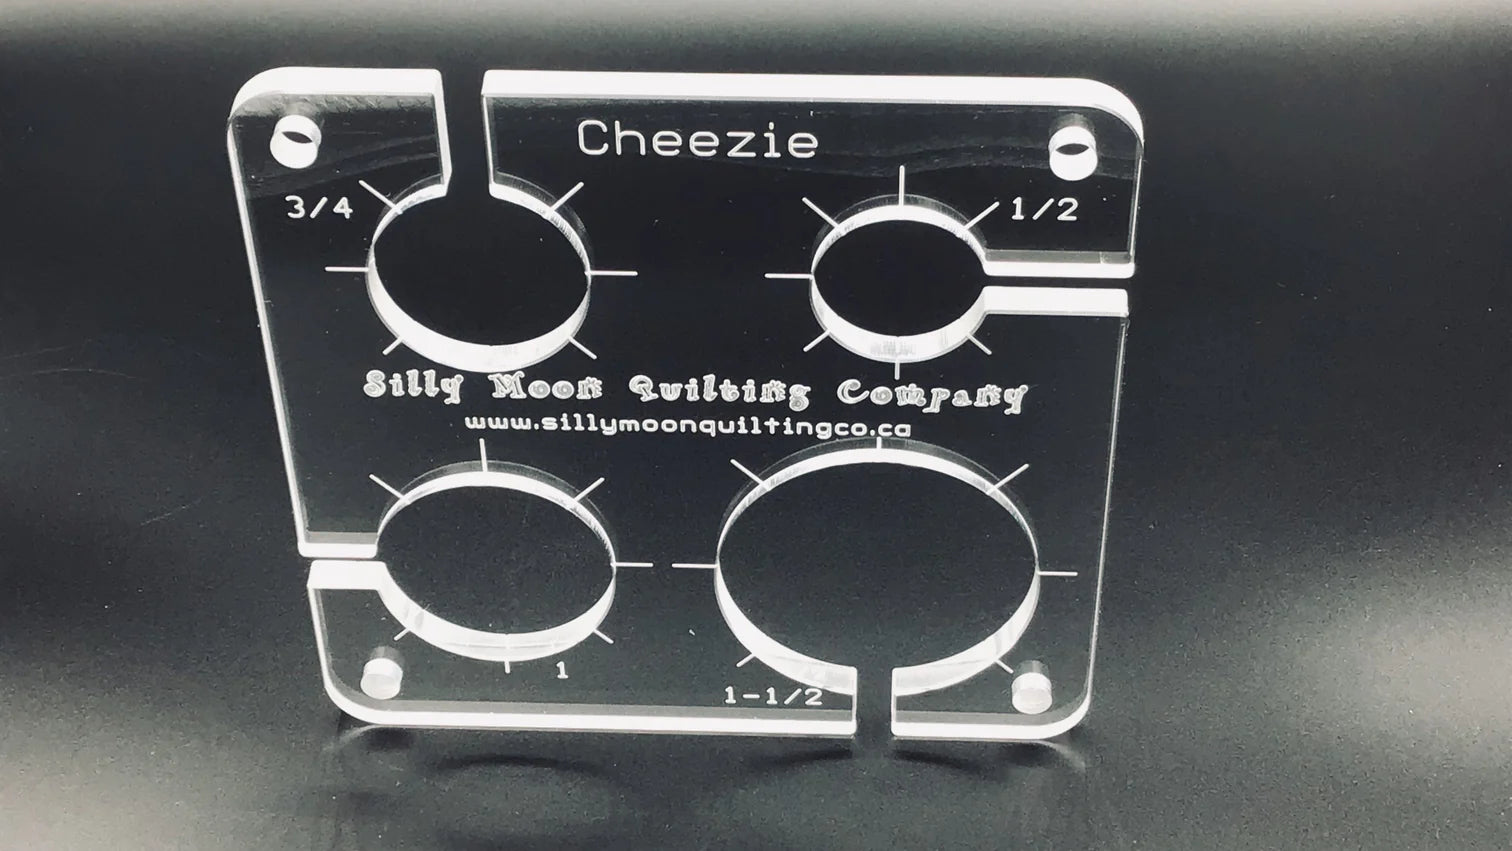 Cheezie
3/4
1/2
Silly Moon Quilting Company
www.sillymoonquiltingco.ca
1
1-1/2